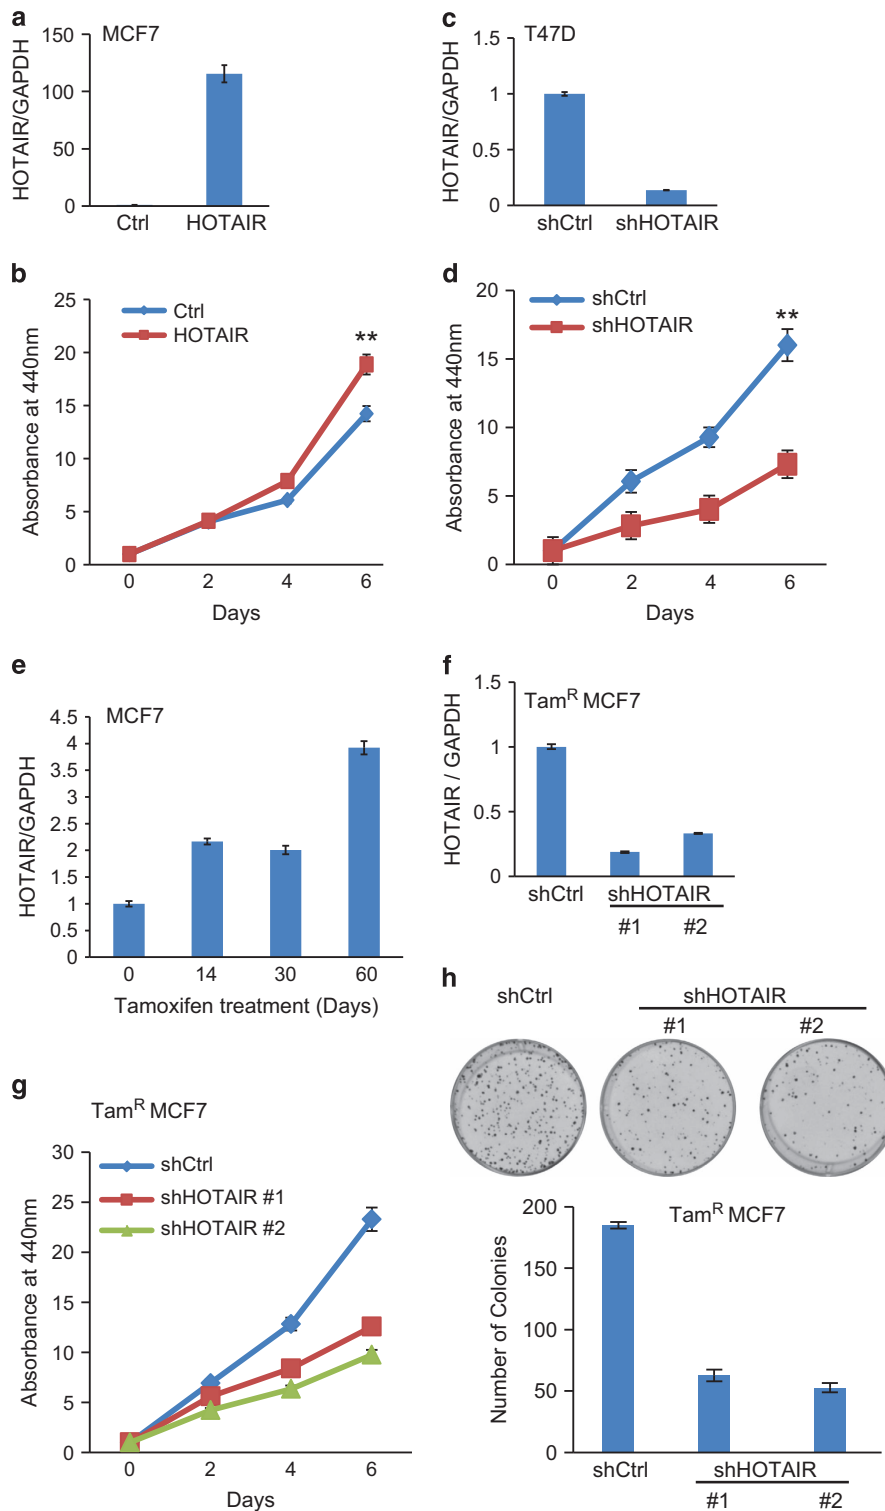 a
MCF7
HOTAIR/GAPDH
150
100
50
0
Ctrl HOTAIR
c
T47D
HOTAIR/GAPDH
1.5
1
0.5
0
shCtrl shHOTAIR
b
Ctrl
HOTAIR
**
Absorbance at 440nm
25
20
15
10
5
0
0 2 4 6
Days
d
shCtrl
shHOTAIR
**
Absorbance at 440nm
20
15
10
5
0
0 2 4 6
Days
e
MCF7
HOTAIR/GAPDH
4.5
4
3.5
3
2.5
2
1.5
1
0.5
0
0 14 30 60
Tamoxifen treatment (Days)
f
Tam^R MCF7
HOTAIR / GAPDH
1.5
1
0.5
0
shCtrl shHOTAIR
#1 #2
g
Tam^R MCF7
shCtrl
shHOTAIR #1
shHOTAIR #2
Absorbance at 440nm
30
25
20
15
10
5
0
0 2 4 6
Days
h
shCtrl shHOTAIR
#1 #2
Tam^R MCF7
Number of Colonies
200
150
100
50
0
shCtrl shHOTAIR
#1 #2